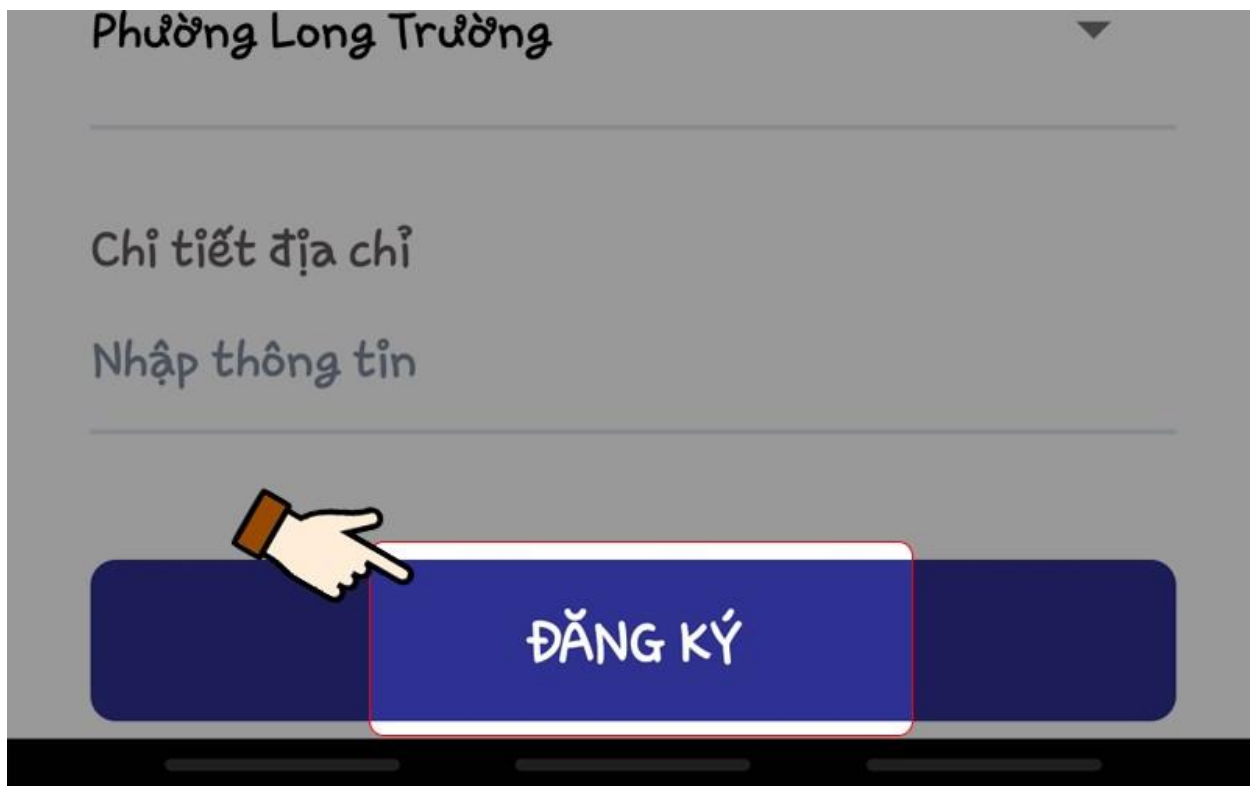 Phường Long Trường
Chi tiết địa chỉ
Nhập thông tin
ĐĂNG KÝ